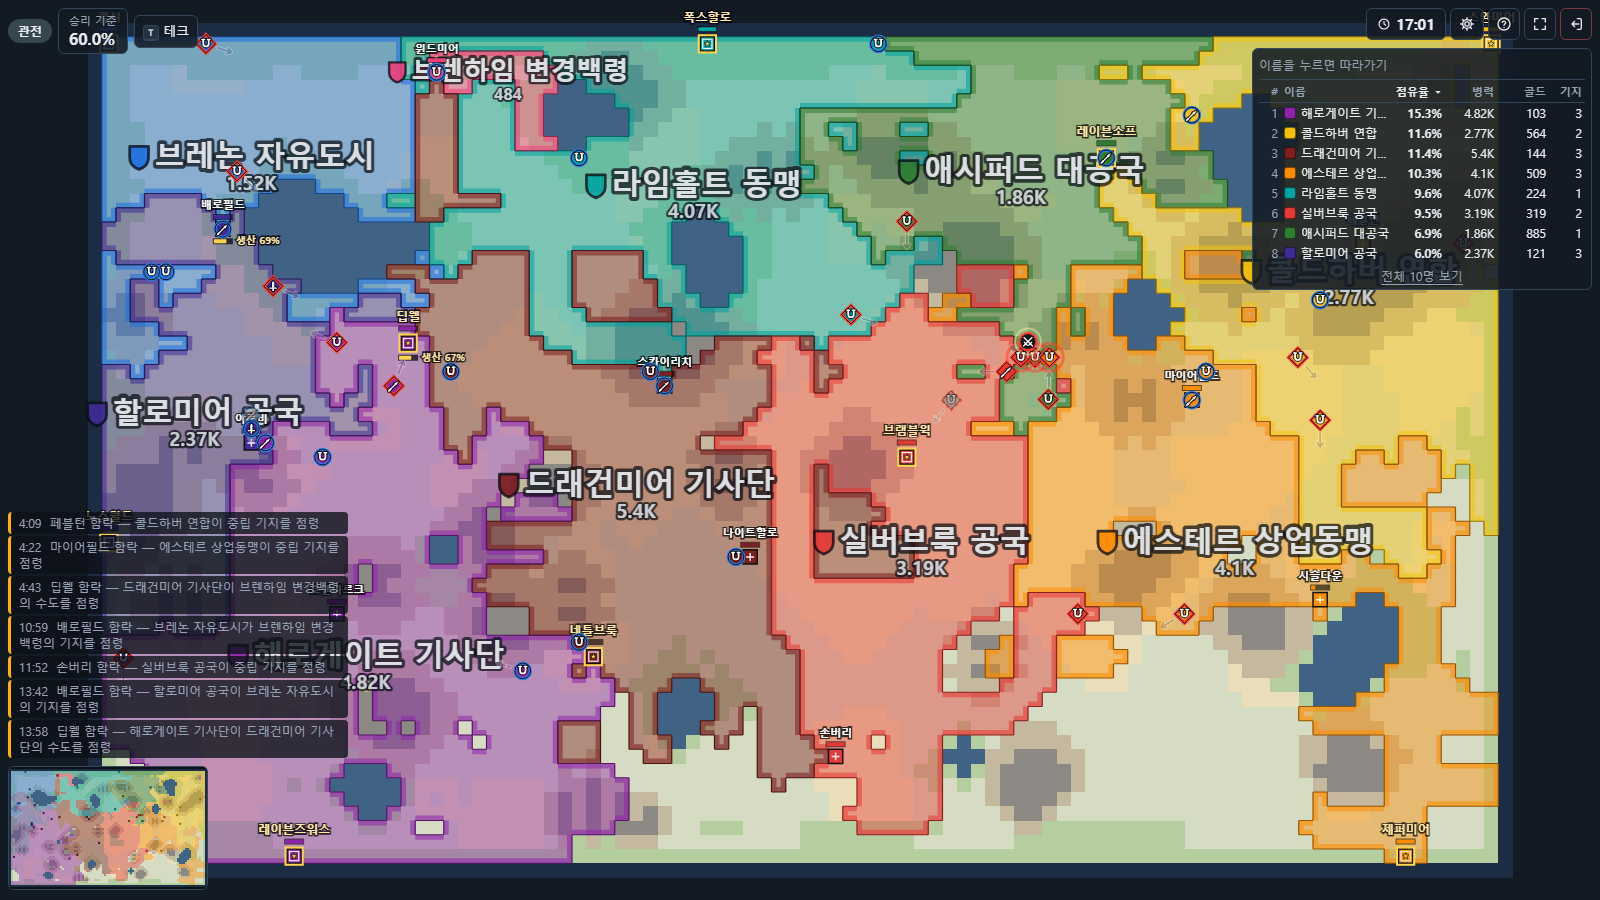 관전
승리 기준
60.0%
T 테크
17:01
이름을 누르면 따라가기
# 이름 점유율 병력 골드 기지
1 해로게이트 기... 15.3% 4.82K 103 3
2 콜드하버 연합 11.6% 2.77K 564 2
3 드래건미어 기... 11.4% 5.4K 144 3
4 에스테르 상업... 10.3% 4.1K 509 3
5 라임홀트 동맹 9.6% 4.07K 224 1
6 실버브룩 공국 9.5% 3.19K 319 2
7 애시퍼드 대공국 6.9% 1.86K 885 1
8 할로미어 공국 6.0% 2.37K 121 3
전체 10명 보기
폭스할로
윈드미어
브렌하임 변경백령
484
브레논 자유도시
1.52K
배로필드
생산 69%
라임홀트 동맹
4.07K
레이븐소프
애시퍼드 대공국
1.86K
콜드하버 연합
2.77K
딥웰
생산 67%
스카이리치
할로미어 공국
2.37K
브램블윅
드래건미어 기사단
5.4K
나이트할로
실버브룩 공국
3.19K
에스테르 상업동맹
4.1K
시슬다운
네틀브룩
해로게이트 기사단
4.82K
손버리
레이븐즈워스
제퍼미어
4:09 페블턴 함락 — 콜드하버 연합이 중립 기지를 점령
4:22 마이어필드 함락 — 에스테르 상업동맹이 중립 기지를
점령
4:43 딥웰 함락 — 드래건미어 기사단이 브렌하임 변경백령
의 수도를 점령
10:59 배로필드 함락 — 브레논 자유도시가 브렌하임 변경
백령의 기지를 점령
11:52 손버리 함락 — 실버브룩 공국이 중립 기지를 점령
13:42 배로필드 함락 — 할로미어 공국이 브레논 자유도시
의 기지를 점령
13:58 딥웰 함락 — 해로게이트 기사단이 드래건미어 기사
단의 수도를 점령